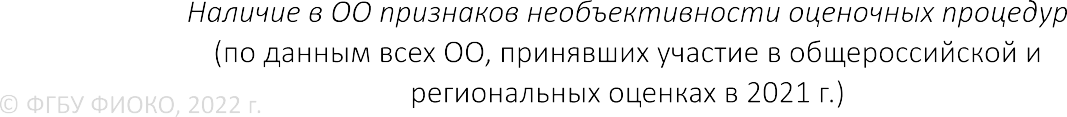 Наличие в ОО признаков необъективности оценочных процедур
(по данным всех ОО, принявших участие в общероссийской и
региональных оценках в 2021 г.)
© ФГБУ ФИОКО, 2022 г.